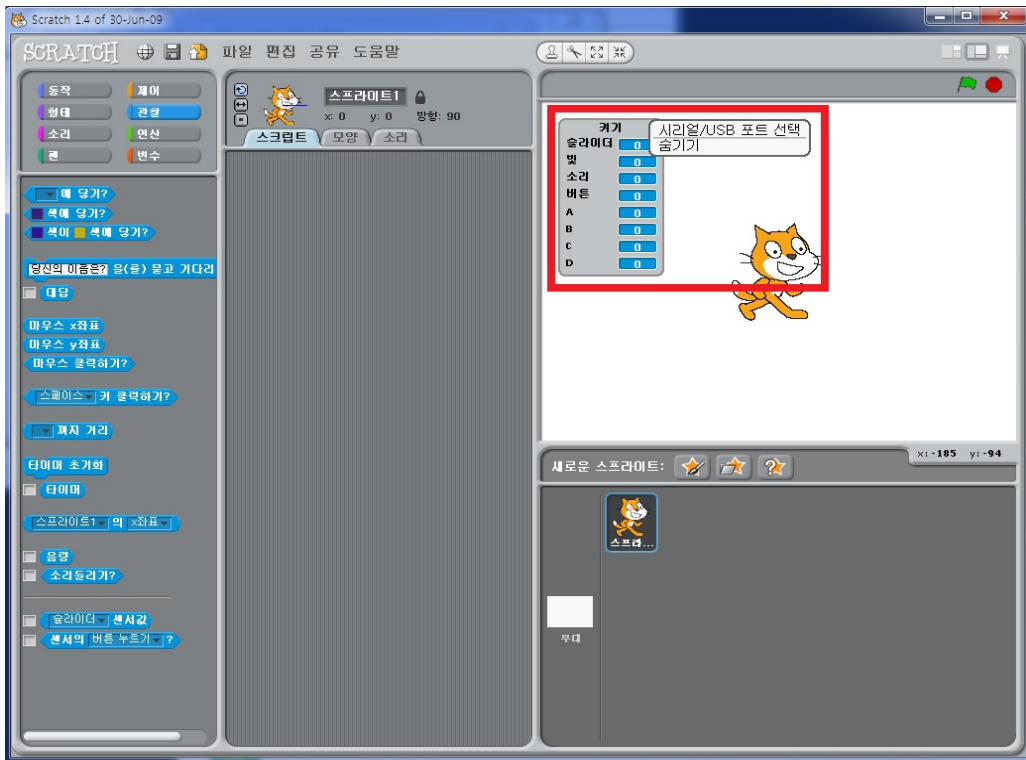 Scratch 1.4 of 30-Jun-09
SCRATCH 파일 편집 공유 도움말
동작 제어
형태 관찰
소리 연산
펜 변수
에 닿기?
색에 닿기?
색이 색에 닿기?
당신의 이름은? 을(를) 묻고 기다리
대답
마우스 x좌표
마우스 y좌표
마우스 클릭하기?
스페이스 키 클릭하기?
까지 거리
타이머 초기화
타이머
스프라이트1 의 x좌표
음량
소리들리기?
슬라이더 센서값
센서의 버튼 누르기 ?
스프라이트1
x: 0 y: 0 방향: 90
스크립트 모양 소리
켜기
슬라이더 0
빛 0
소리 0
버튼 0
A 0
B 0
C 0
D 0
시리얼/USB 포트 선택
숨기기
x: -185 y: -94
새로운 스프라이트:
스프라...
무대